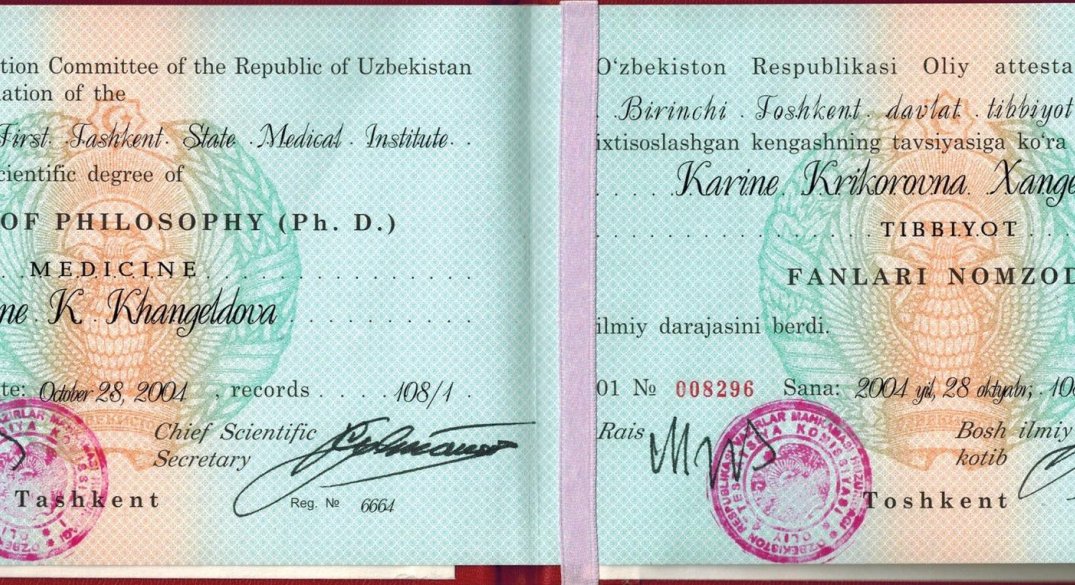 tion Committee of the Republic of Uzbekistan
ation of the
First Tashkent State Medical Institute
cientific degree of
OF PHILOSOPHY (Ph. D.)
MEDICINE
ne K Khangeldova
te: October 28, 2004, records 108/1
Chief Scientific
Secretary
Tashkent
Reg. № 6664
O'zbekiston Respublikasi Oliy attesta
Birinchi Toshkent davlat tibbiyot
ixtisoslashgan kengashning tavsiyasiga ko'ra
Karine Krikorovna Xange
TIBBIYOT
FANLARI NOMZOD
ilmiy darajasini berdi.
01 № 008296 Sana: 2004 yil, 28 oktyabr, 10
Rais
Bosh ilmiy
kotib
Toshkent